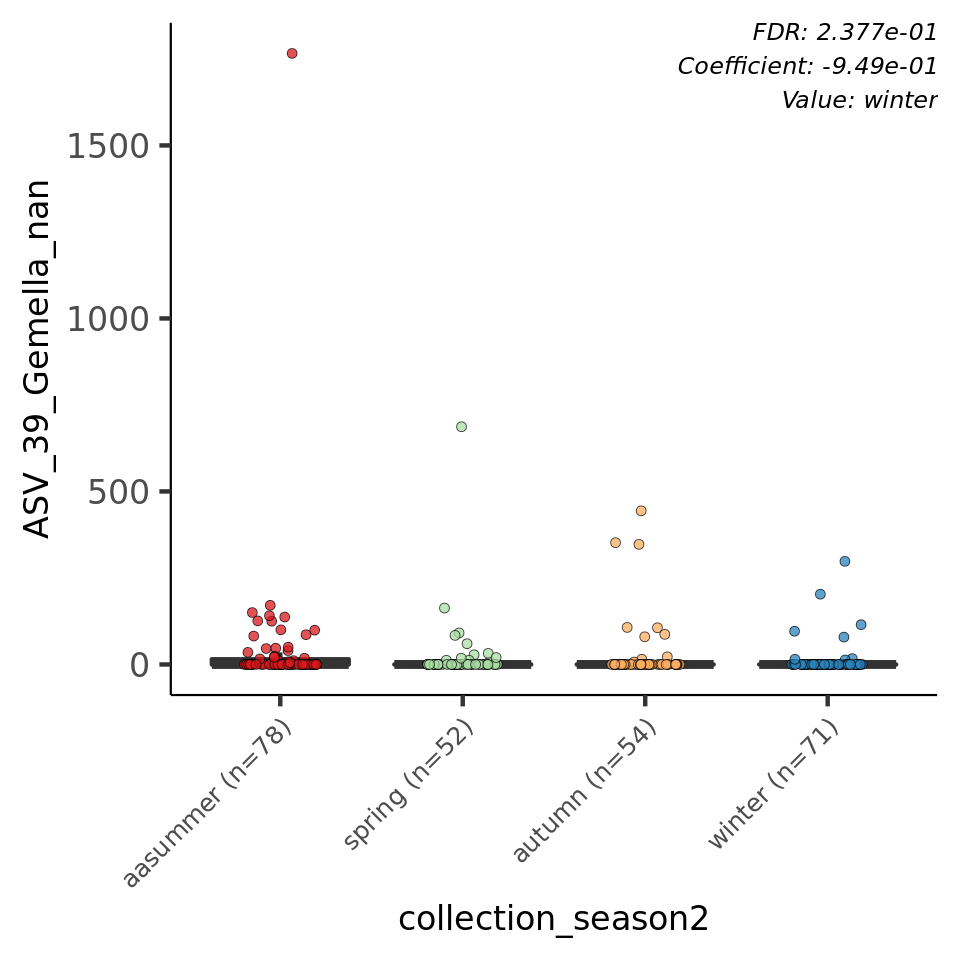 FDR: 2.377e-01
Coefficient: -9.49e-01
Value: winter
ASV_39_Gemella_nan
1500
1000
500
0
aasummer (n=78)
spring (n=52)
autumn (n=54)
winter (n=71)
collection_season2